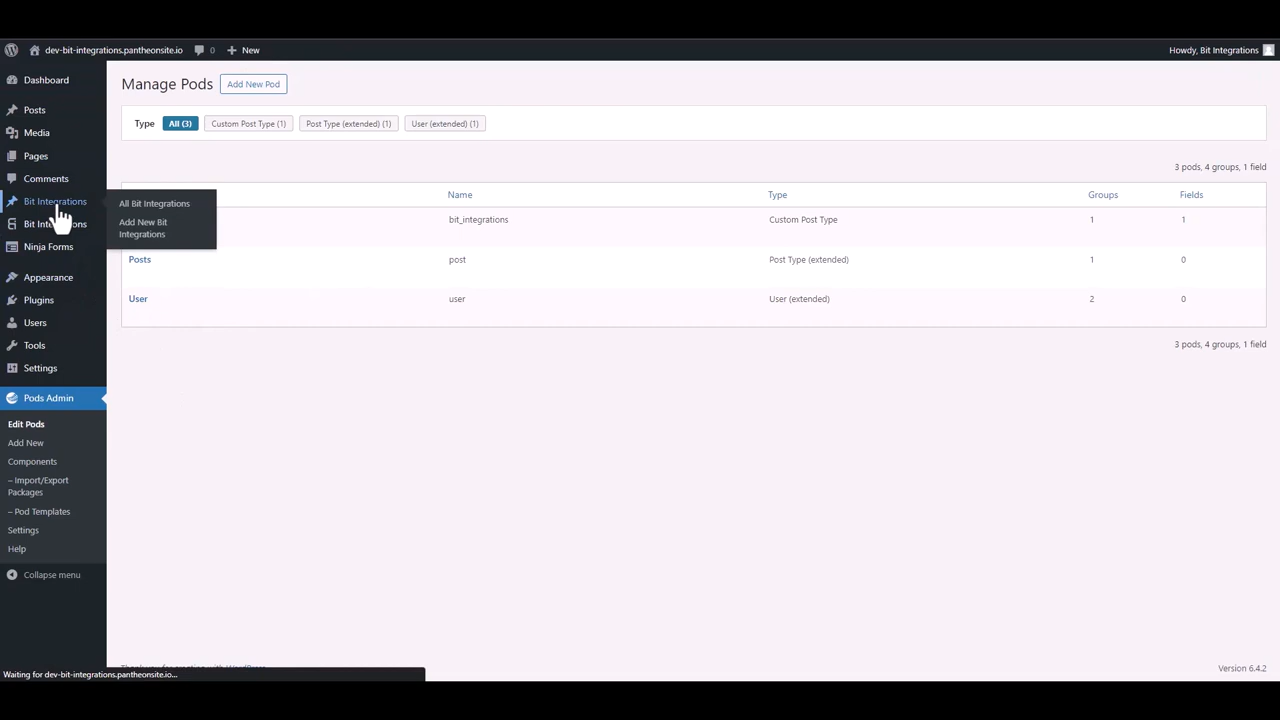 dev-bit-integrations.pantheonsite.io 0 New Howdy, Bit Integrations
Dashboard
Posts
Media
Pages
Comments
Bit Integrations
Bit Integrations
Ninja Forms
Appearance
Plugins
Users
Tools
Settings
Pods Admin
Edit Pods
Add New
Components
– Import/Export
Packages
– Pod Templates
Settings
Help
Collapse menu
All Bit Integrations
Add New Bit
Integrations
Manage Pods Add New Pod
Type All (3) Custom Post Type (1) Post Type (extended) (1) User (extended) (1)
3 pods, 4 groups, 1 field
Name Type Groups Fields
bit_integrations Custom Post Type 1 1
Posts post Post Type (extended) 1 0
User user User (extended) 2 0
3 pods, 4 groups, 1 field
Version 6.4.2
Waiting for dev-bit-integrations.pantheonsite.io...